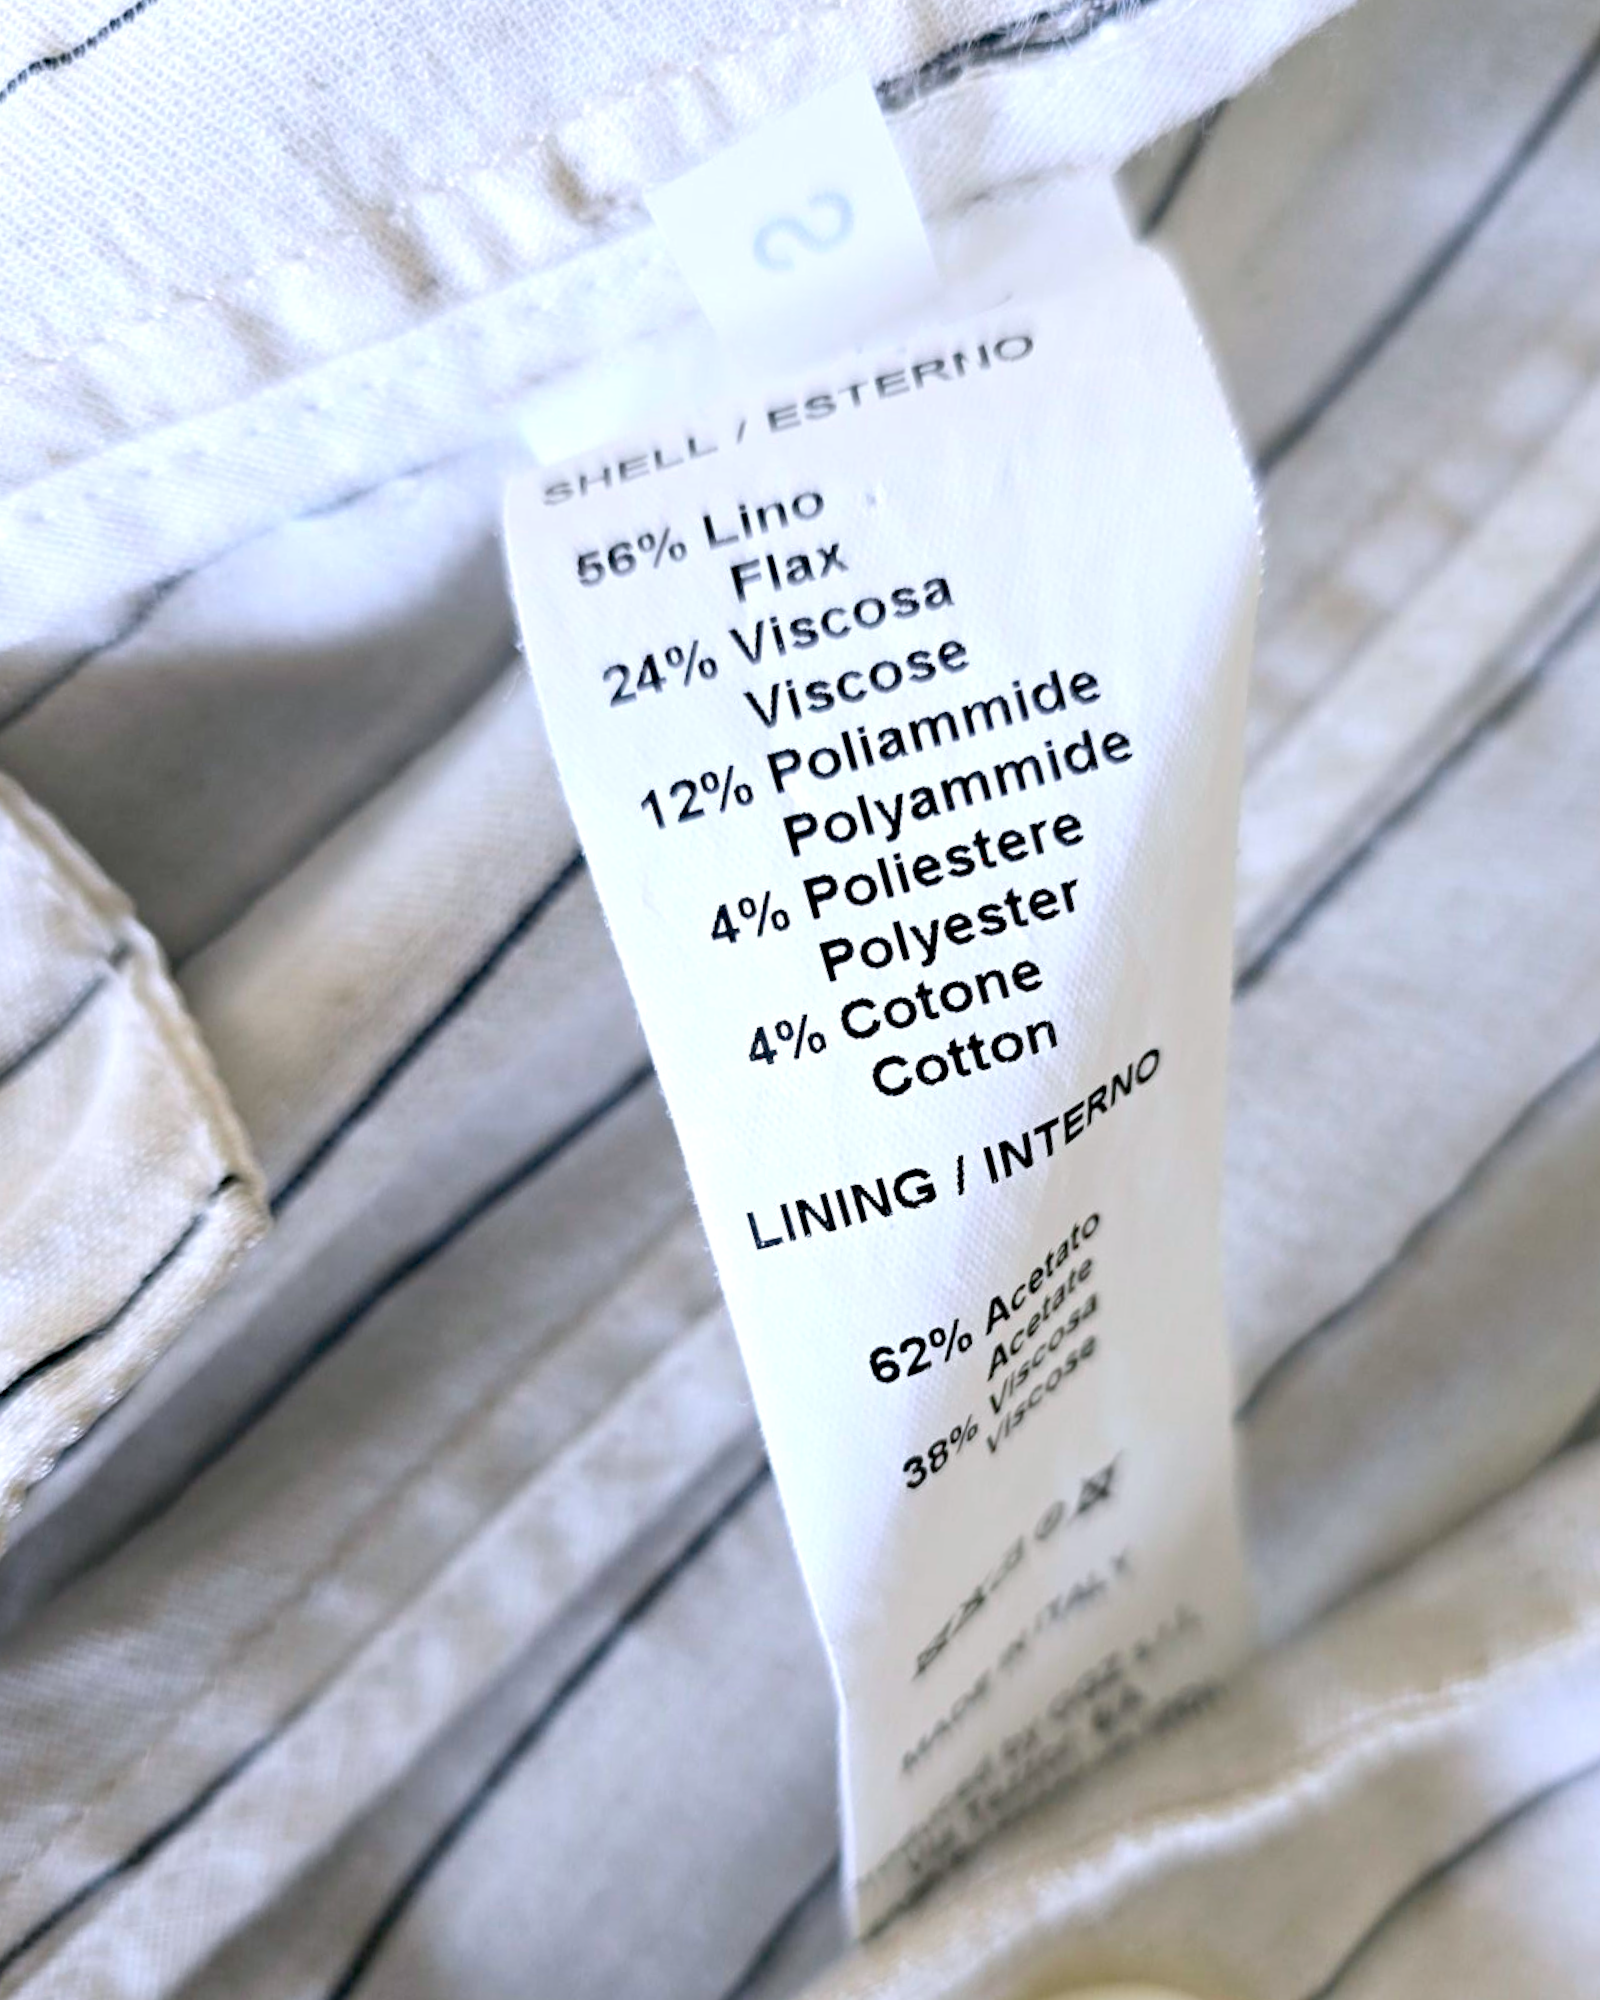 S
SHELL / ESTERNO
56% Lino
Flax
24% Viscosa
Viscose
12% Poliammide
Polyammide
4% Poliestere
Polyester
4% Cotone
Cotton
LINING / INTERNO
62% Acetato
Acetate
38% Viscosa
Viscose
MADE IN ITALY
by